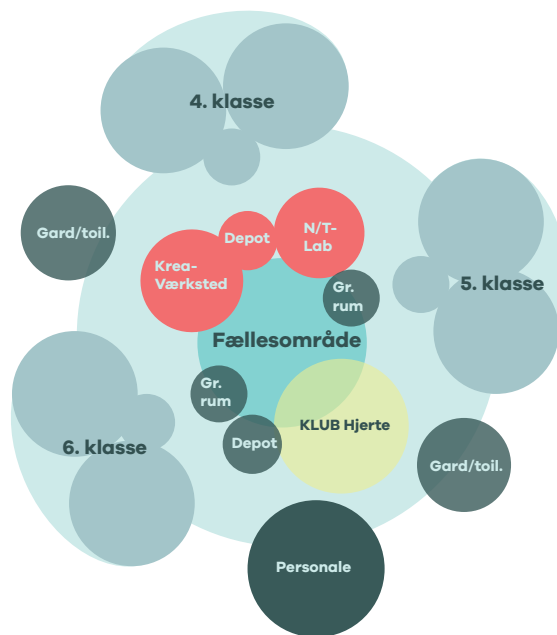 4. klasse
Gard/toil.
Depot
N/T-
Lab
Krea-
Værksted
Gr.
rum
5. klasse
Fællesområde
Gr.
rum
KLUB Hjerte
Depot
6. klasse
Gard/toil.
Personale